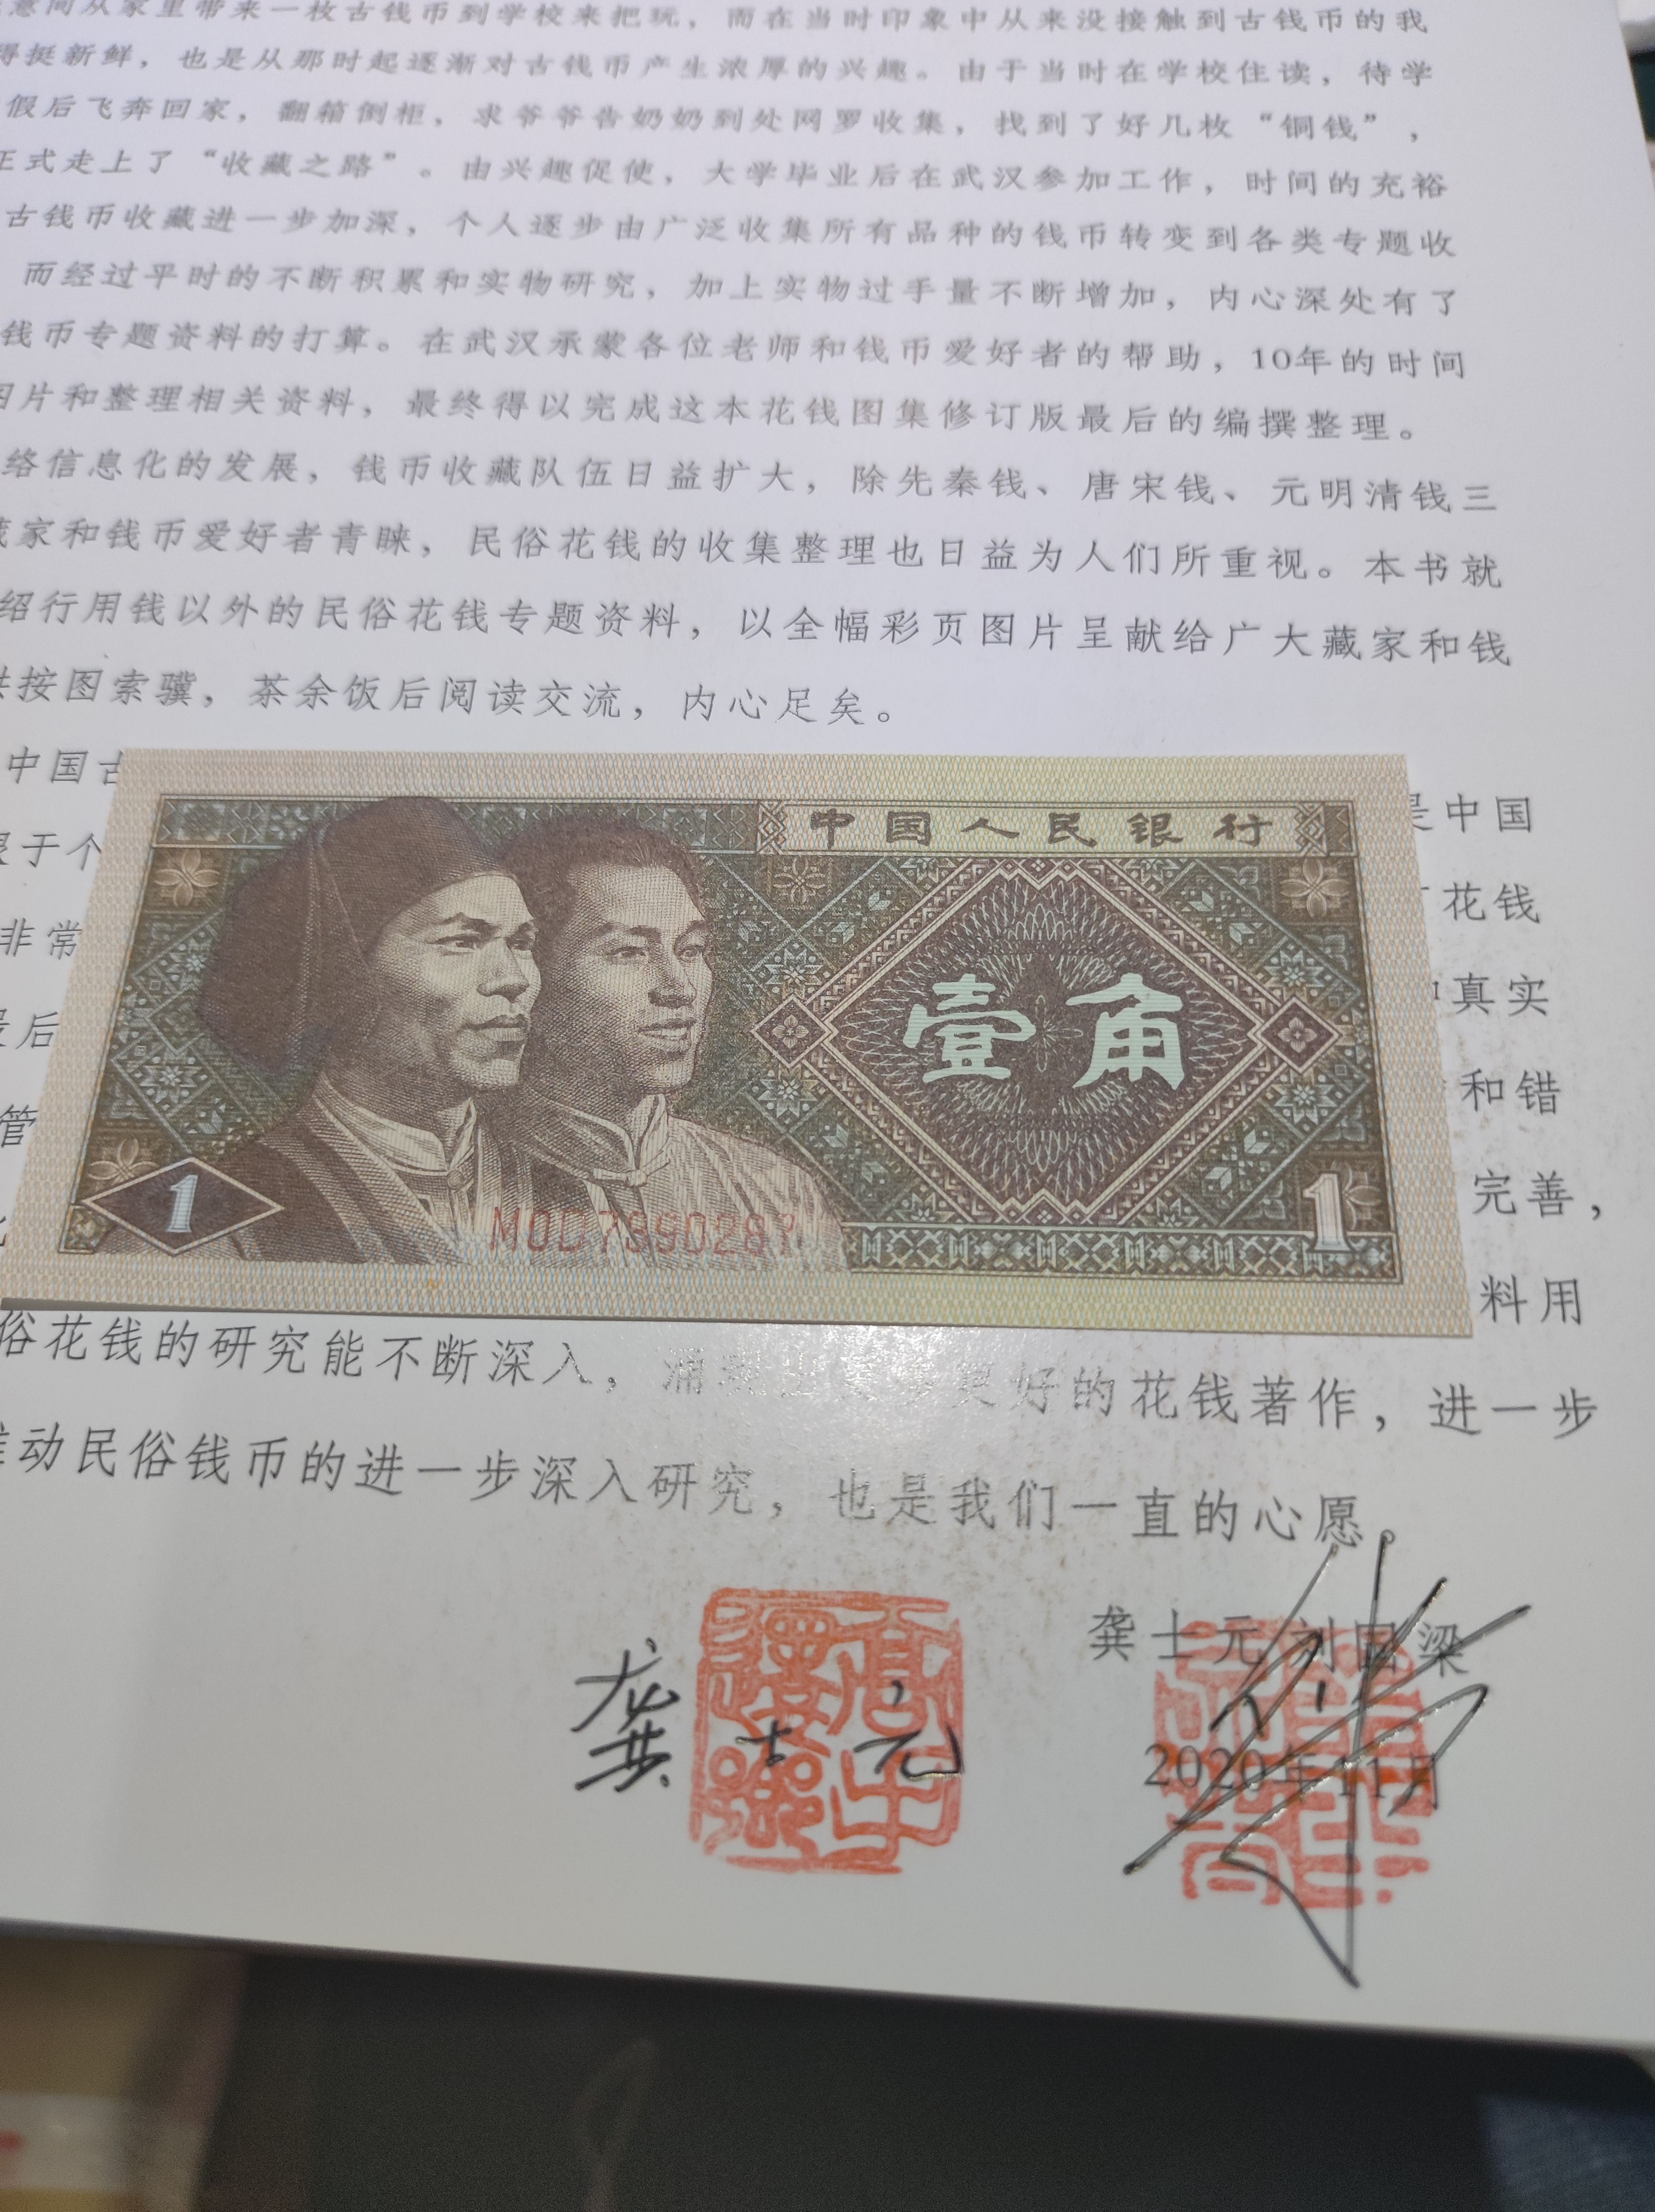 意间从家里带来一枚古钱币到学校来把玩，而在当时印象中从来没接触到古钱币的我
得挺新鲜，也是从那时起逐渐对古钱币产生浓厚的兴趣。由于当时在学校住读，待学
假后飞奔回家，翻箱倒柜，求爷爷告奶奶到处网罗收集，找到了好几枚“铜钱”，
正式走上了“收藏之路”。由兴趣促使，大学毕业后在武汉参加工作，时间的充裕
古钱币收藏进一步加深，个人逐步由广泛收集所有品种的钱币转变到各类专题收
而经过平时的不断积累和实物研究，加上实物过手量不断增加，内心深处有了
钱币专题资料的打算。在武汉承蒙各位老师和钱币爱好者的帮助，10年的时间
图片和整理相关资料，最终得以完成这本花钱图集修订版最后的编撰整理。
络信息化的发展，钱币收藏队伍日益扩大，除先秦钱、唐宋钱、元明清钱三
藏家和钱币爱好者青睐，民俗花钱的收集整理也日益为人们所重视。本书就
绍行用钱以外的民俗花钱专题资料，以全幅彩页图片呈献给广大藏家和钱
供按图索骥，茶余饭后阅读交流，内心足矣。
中国古
是中国
限于个
花钱
非常
真实
最后
和错
管
完善，
料用
中国人民银行
壹角
1
1
俗花钱的研究能不断深入，涌现出 更好的花钱著作，进一步
推动民俗钱币的进一步深入研究，也是我们一直的心愿。
龚士元 刘国梁
2020年11月
龚士元